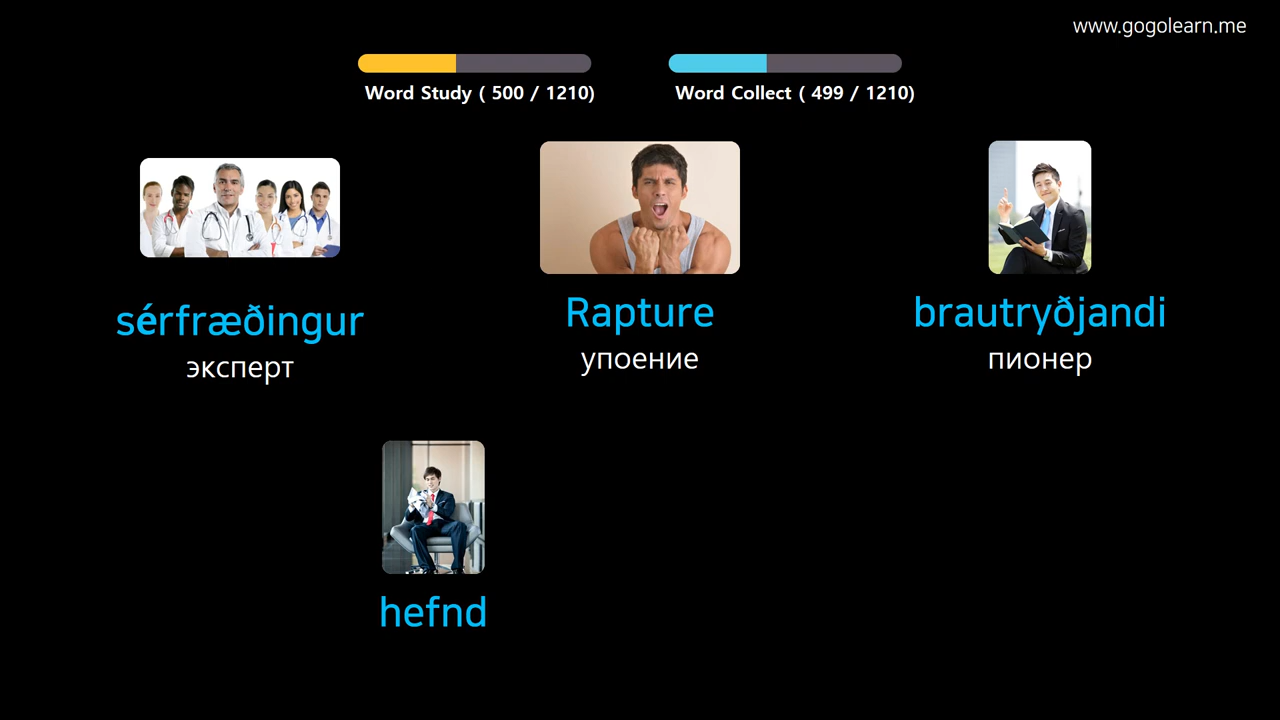 www.gogolearn.me
Word Study ( 500 / 1210)
Word Collect ( 499 / 1210)
sérfræðingur
эксперт
Rapture
упоение
brautryðjandi
пионер
hefnd